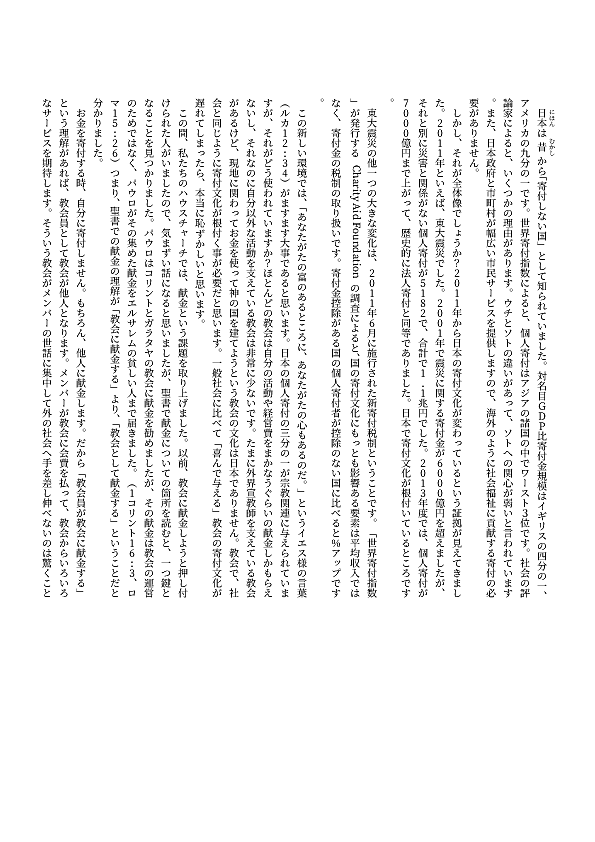 日本は昔から「寄付しない国」として知られていました。対名目GDP比寄付金規模はイギリスの四分の一、
アメリカの九分の一です。世界寄付指数によると、個人寄付はアジアの諸国の中でワースト3位です。社会の評
論家によると、いくつかの理由があります。ウチとソトの違いがあって、ソトへの関心が弱いと言われています
。また、日本政府と市町村が幅広い市民サービスを提供しますので、海外のように社会福祉に貢献する寄付の必
要がありません。
しかし、それが全体像でしょうか?2011年から日本の寄付文化が変わっているという証拠が見えてきまし
た。2011年といえば、東大震災でした。2001年で震災に関する寄付金が6000億円を超えましたが、
それと別に災害と関係がない個人寄付が5182で、合計で1.1兆円でした。2013年度では、個人寄付が
7000億円まで上がって、歴史的に法人寄付と同等でありました。日本で寄付文化が根付いているところです
。
東大震災の他一つの大きな変化は、2011年6月に施行された新寄付税制ということです。「世界寄付指数
」が発行する Charity Aid Foundation の調査によると、国の寄付文化にもっとも影響ある要素は平均収入では
なく、寄付金の税制の取り扱いです。寄付金控除がある国の個人寄付者が控除のない国に比べると%アップです
。
この新しい環境では、「あなたがたの富のあるところに、あなたがたの心もあるのだ。」というイエス様の言葉
(ルカ12:34)がますます大事であると思います。日本の個人寄付の三分の一が宗教関連に与えられていま
すが、それがどう使われていますか?ほとんどの教会は自分の活動や経営費をまかなうぐらいの献金しかもらえ
ないし、それなのに自分以外な活動を支えている教会は非常に少ないです。たまに外界宣教師を支えている教会
があるけど、現地に関わってお金を使って神の国を建てようという教会の文化は日本でありません。教会で、社
会と同じように寄付文化が根付く事が必要だと思います。一般社会に比べて「喜んで与える」教会の寄付文化が
遅れてしまったら、本当に恥ずかしいと思います。
この間、私たちのハウスチャーチでは、献金という課題を取り上げました。以前、教会に献金しようと押し付
けられた人がいましたので、気まずい話になると思いましたが、聖書で献金についての箇所を読むと、一つ鍵と
なることを見つかりました。パウロはコリントとガラタヤの教会に献金を勧めましたが、その献金は教会の運営
のためではなく、パウロがその集めた献金をエルサレムの貧しい人まで届きました。(1コリント16:3、ロ
マ15:26)つまり、聖書での献金の理解が「教会に献金する」より、「教会として献金する」ということだと
分かりました。
お金を寄付する時、自分に寄付しません。もちろん、他人に献金します。だから「教会員が教会に献金する」
という理解があれば、教会員として教会が他人となります。メンバーが教会に会費を払って、教会からいろいろ
なサービスを期待します。そういう教会がメンバーの世話に集中して外の社会へ手を差し伸べないのは驚くこと